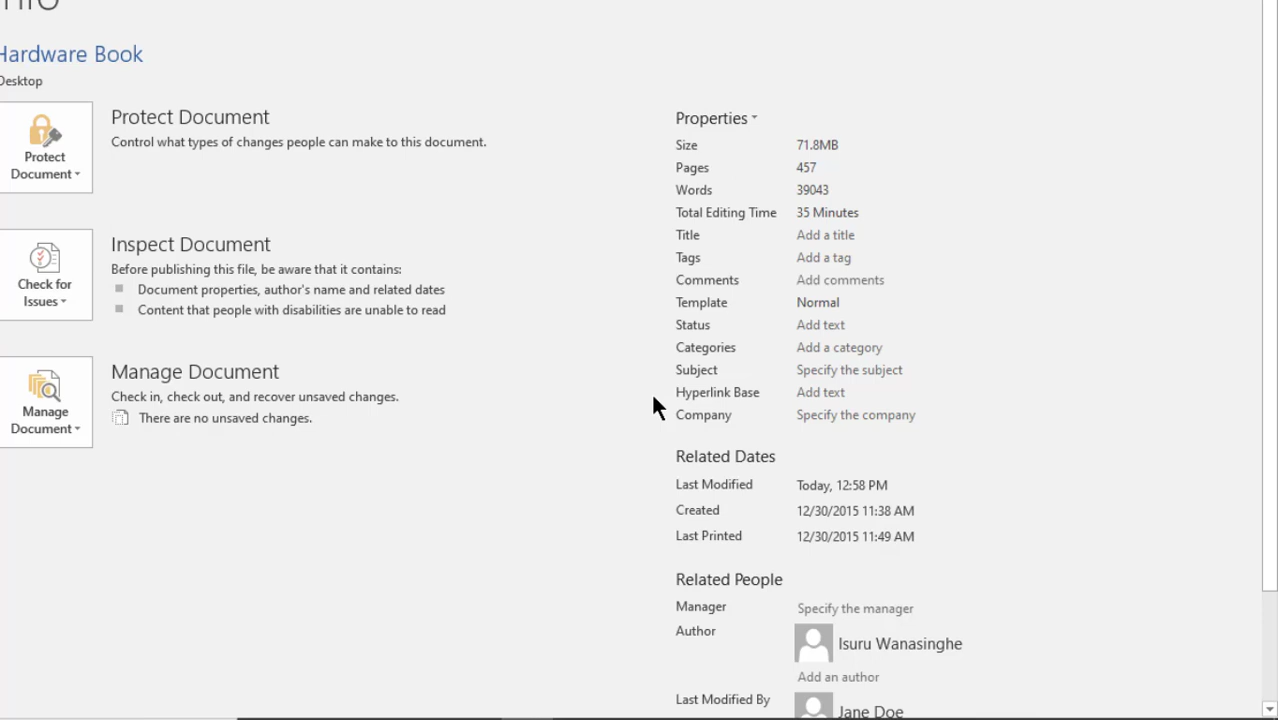 Info
Hardware Book
Desktop
Protect Document
Protect Document
Control what types of changes people can make to this document.
Check for Issues
Inspect Document
Before publishing this file, be aware that it contains:
Document properties, author's name and related dates
Content that people with disabilities are unable to read
Manage Document
Manage Document
Check in, check out, and recover unsaved changes.
There are no unsaved changes.
Properties
Size 71.8MB
Pages 457
Words 39043
Total Editing Time 35 Minutes
Title Add a title
Tags Add a tag
Comments Add comments
Template Normal
Status Add text
Categories Add a category
Subject Specify the subject
Hyperlink Base Add text
Company Specify the company
Related Dates
Last Modified Today, 12:58 PM
Created 12/30/2015 11:38 AM
Last Printed 12/30/2015 11:49 AM
Related People
Manager Specify the manager
Author Isuru Wanasinghe
Add an author
Last Modified By Jane Doe